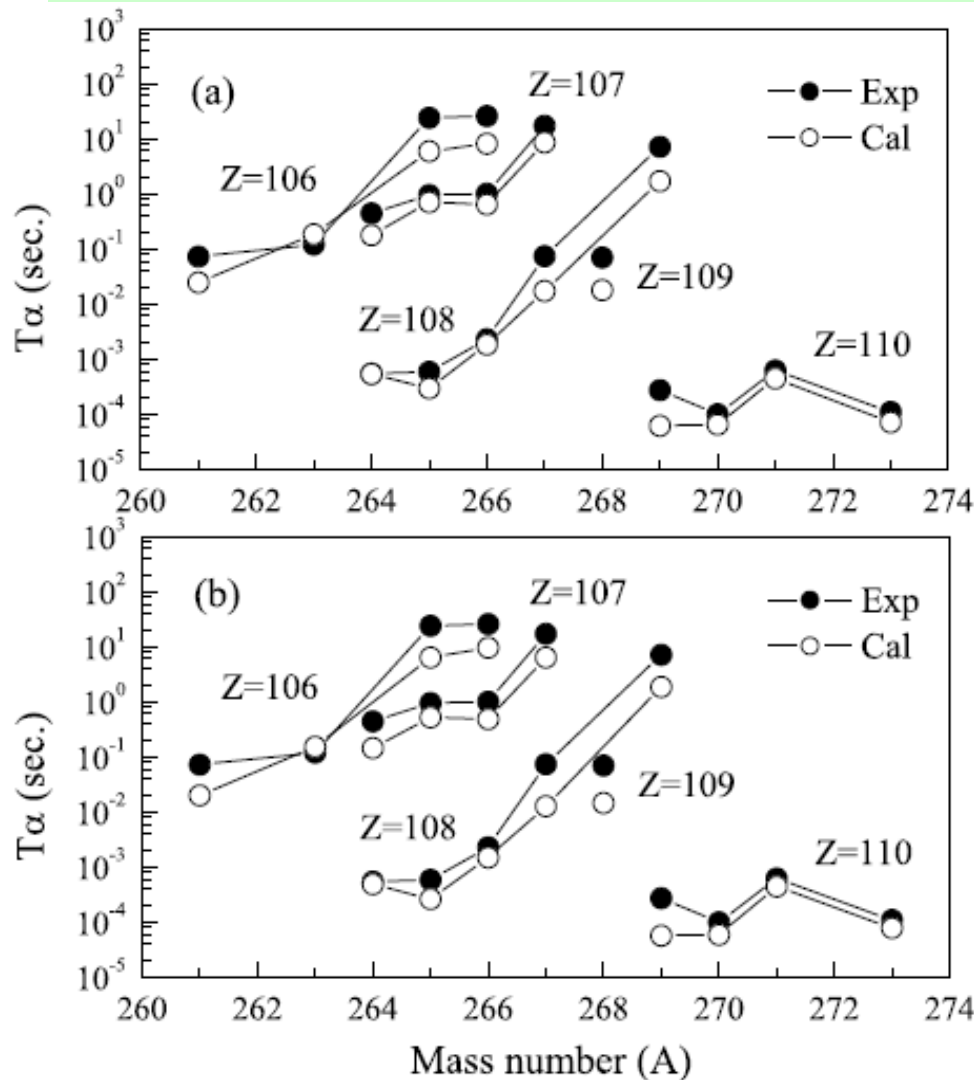 10³
10²
10¹
10⁰
10⁻¹
10⁻²
10⁻³
10⁻⁴
10⁻⁵
Tα (sec.)
(a)
Z=107
Exp
Cal
Z=106
Z=109
Z=108
Z=110
260 262 264 266 268 270 272 274
10³
10²
10¹
10⁰
10⁻¹
10⁻²
10⁻³
10⁻⁴
10⁻⁵
Tα (sec.)
(b)
Z=107
Exp
Cal
Z=106
Z=109
Z=108
Z=110
260 262 264 266 268 270 272 274
Mass number (A)